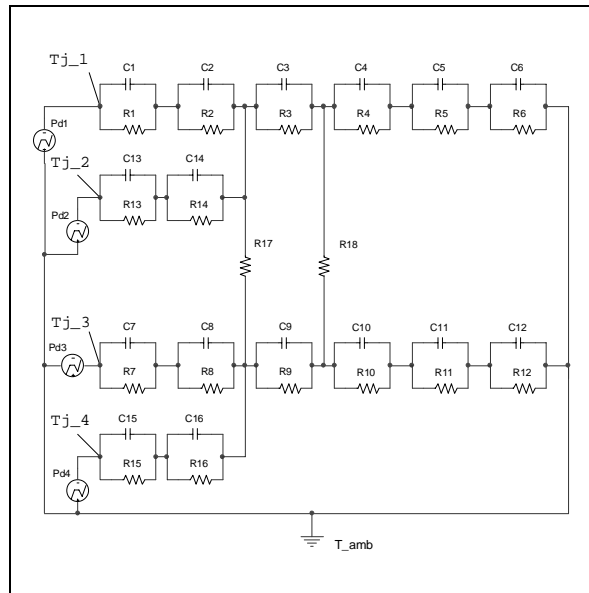 Tj_1
C1 C2 C3 C4 C5 C6
R1 R2 R3 R4 R5 R6
Pd1
Tj_2
C13 C14
R13 R14
Pd2
R17 R18
Tj_3
C7 C8 C9 C10 C11 C12
Pd3
R7 R8 R9 R10 R11 R12
Tj_4
C15 C16
R15 R16
Pd4
T_amb